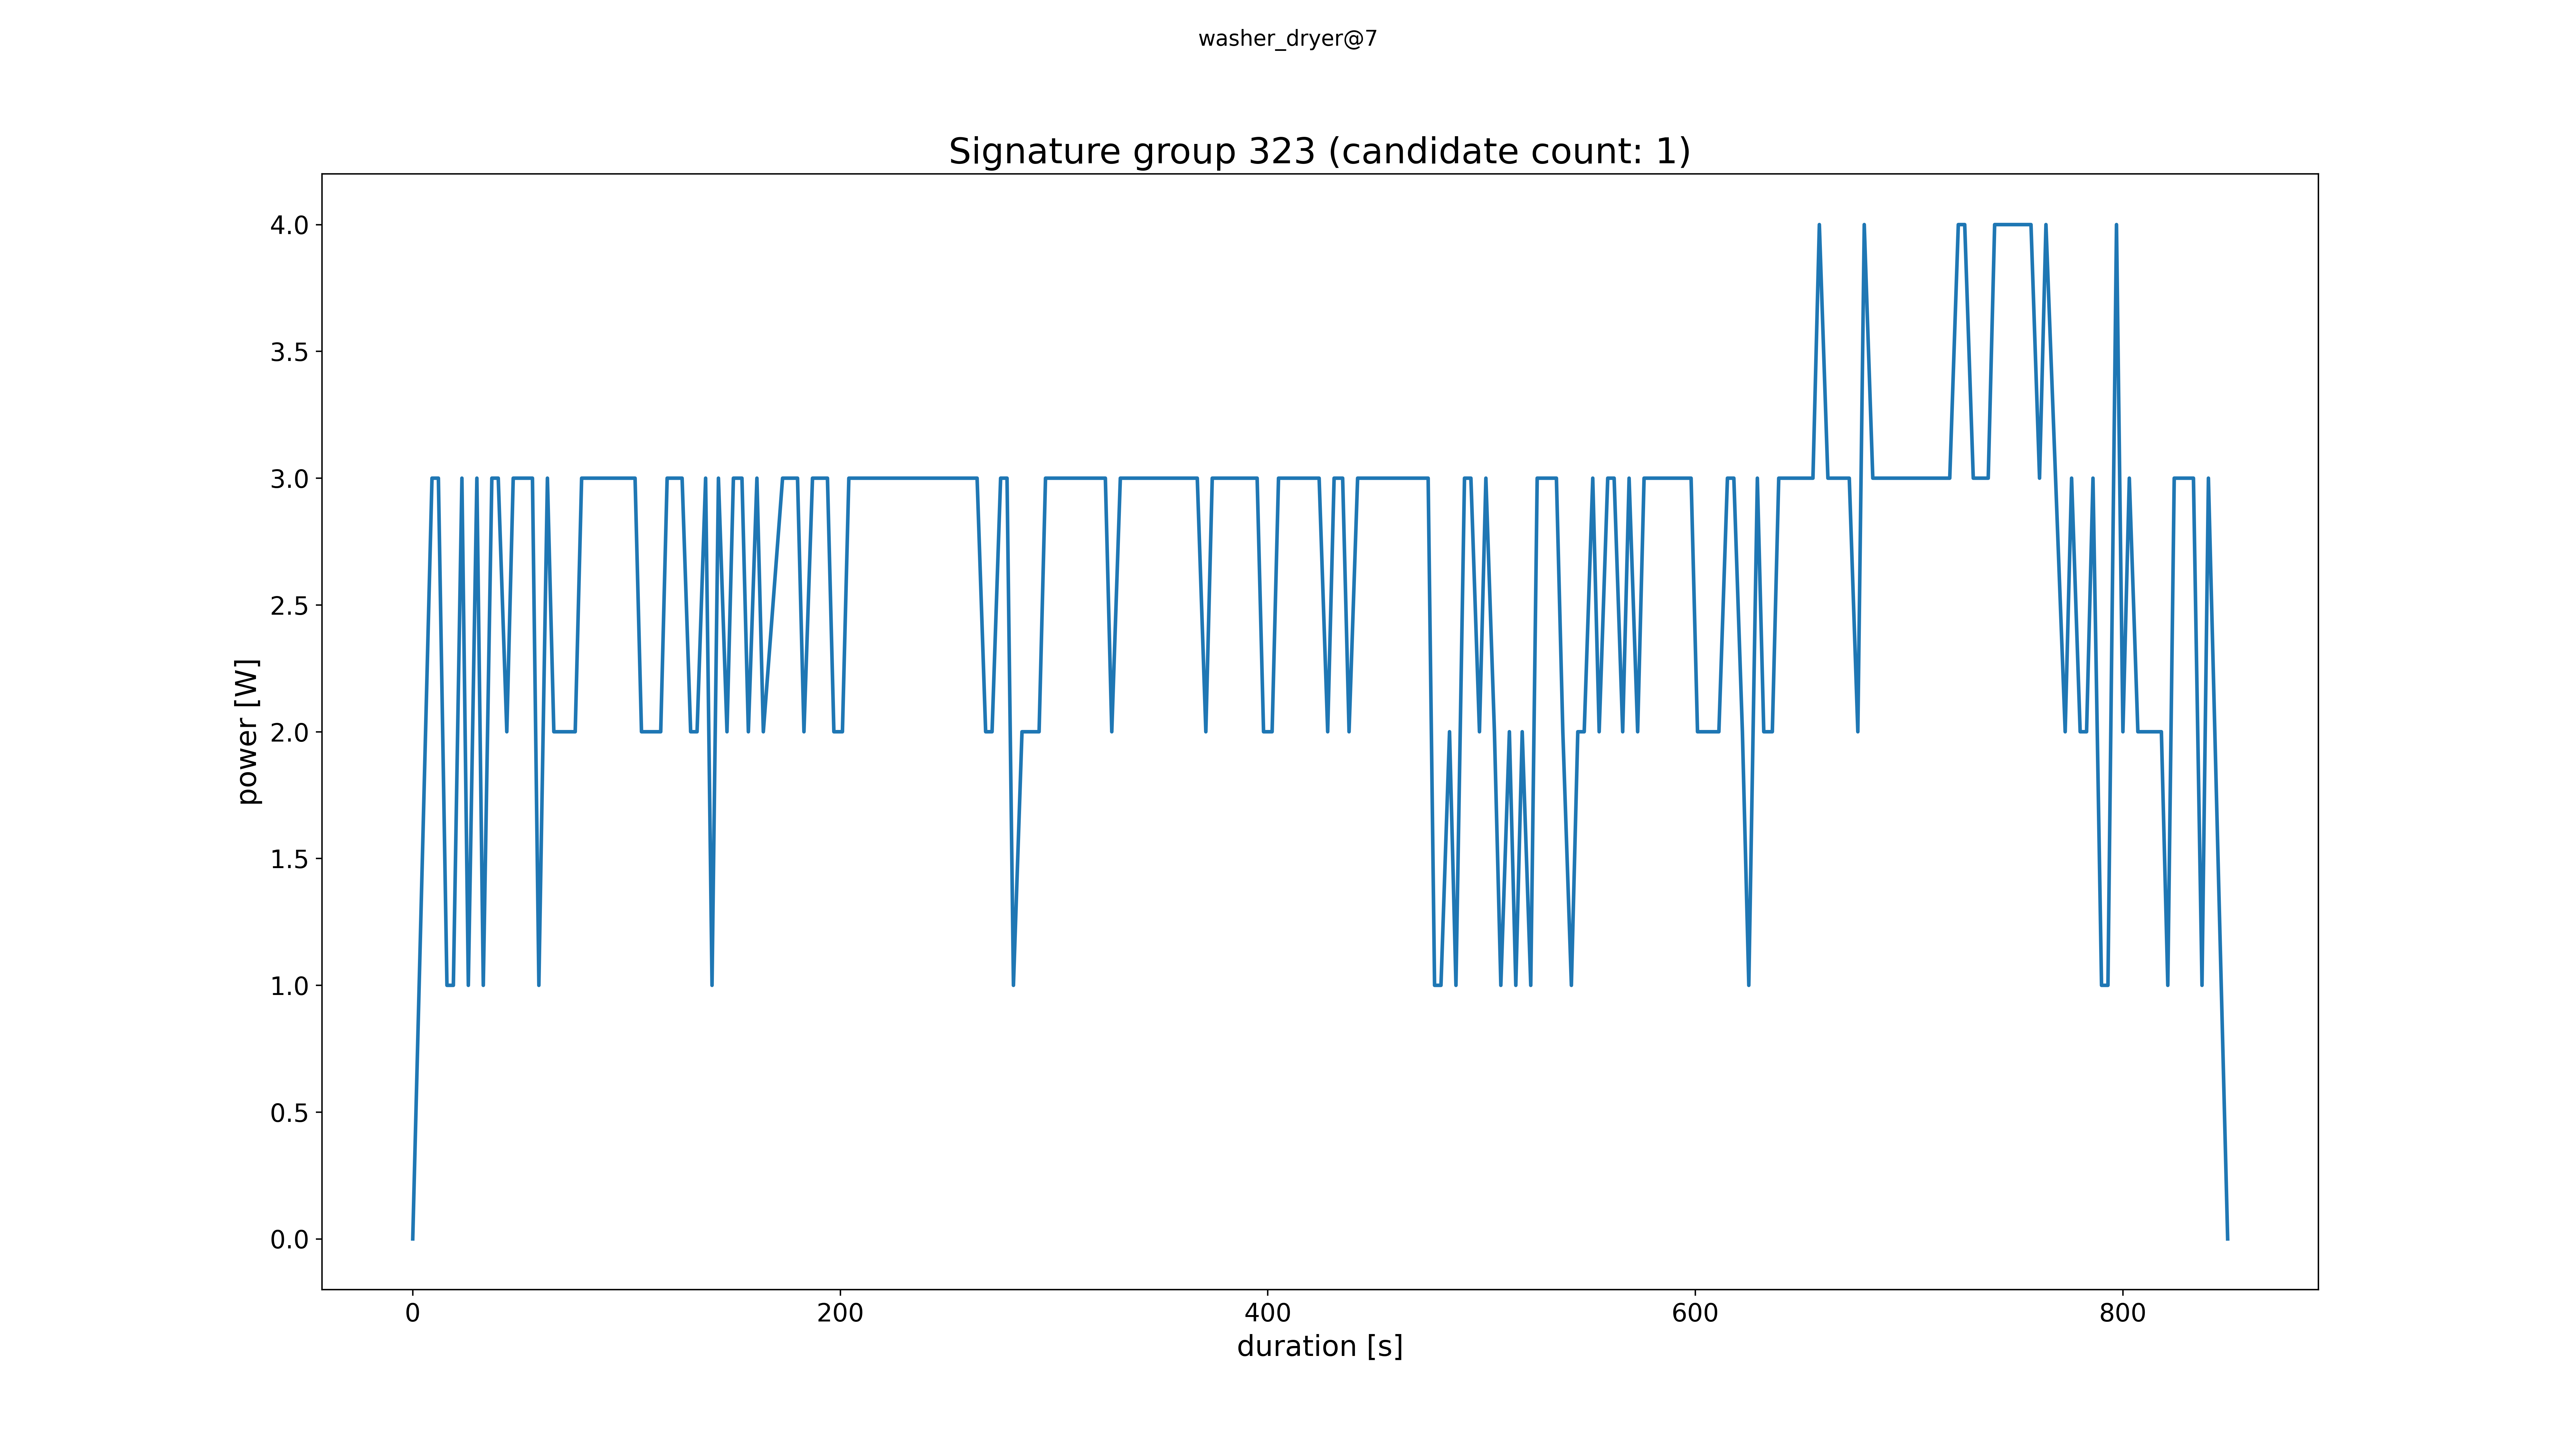 washer_dryer@7
Signature group 323 (candidate count: 1)
4.0
3.5
3.0
2.5
2.0
1.5
1.0
0.5
0.0
power [W]
0 200 400 600 800
duration [s]